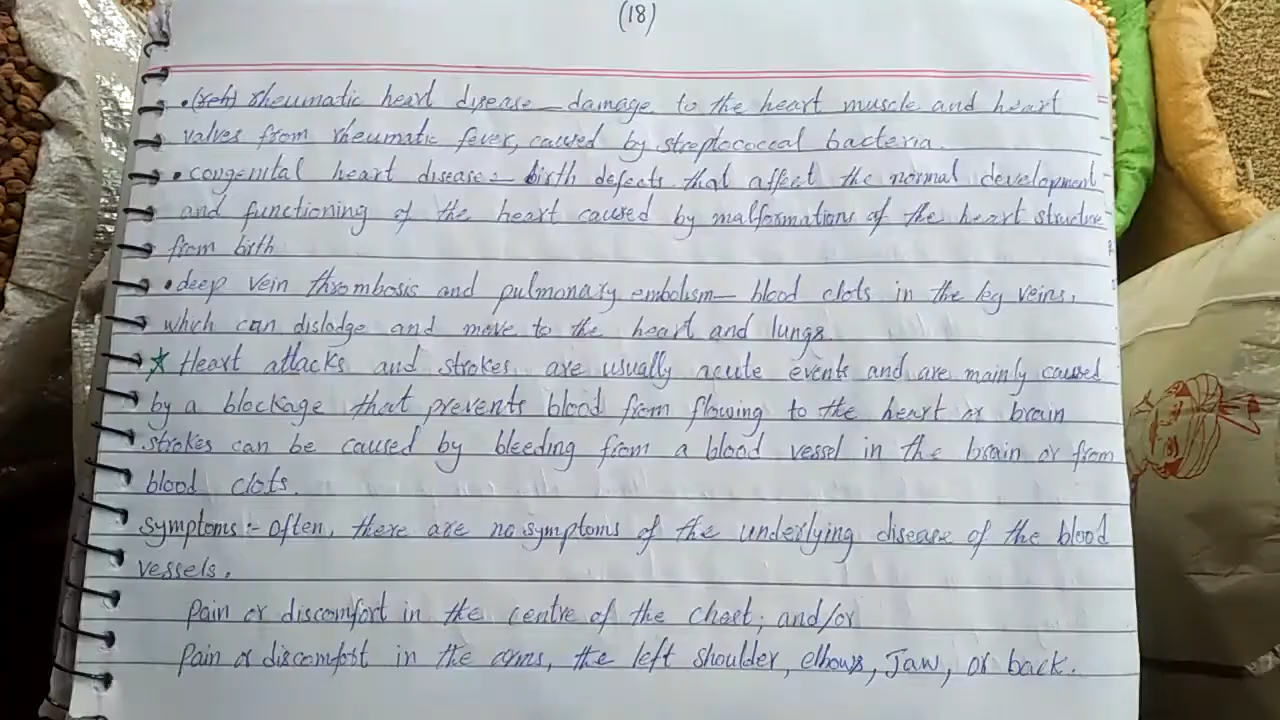 (18)
• (reh) rheumatic heart disease - damage to the heart muscle and heart
valves from rheumatic fever, caused by streptococcal bacteria.
• congenital heart disease:- birth defects that affect the normal development
and functioning of the heart caused by malformations of the heart structure
from birth
• deep vein thrombosis and pulmonary embolism - blood clots in the leg veins,
which can dislodge and move to the heart and lungs.
☆ Heart attacks and strokes are usually acute events and are mainly caused
by a blockage that prevents blood from flowing to the heart or brain
strokes can be caused by bleeding from a blood vessel in the brain or from
blood clots.
symptoms:- often, there are no symptoms of the underlying disease of the blood
vessels.
Pain or discomfort in the centre of the chest; and/or
Pain or discomfort in the arms, the left shoulder, elbows, Jaw, or back.